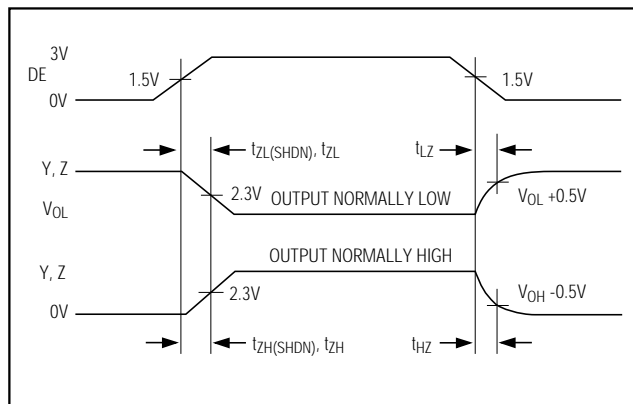 3V
DE
1.5V
1.5V
0V
tZL(SHDN), tZL
tLZ
Y, Z
2.3V
OUTPUT NORMALLY LOW
VOL +0.5V
VOL
OUTPUT NORMALLY HIGH
Y, Z
2.3V
VOH -0.5V
0V
tZH(SHDN), tZH
tHZ